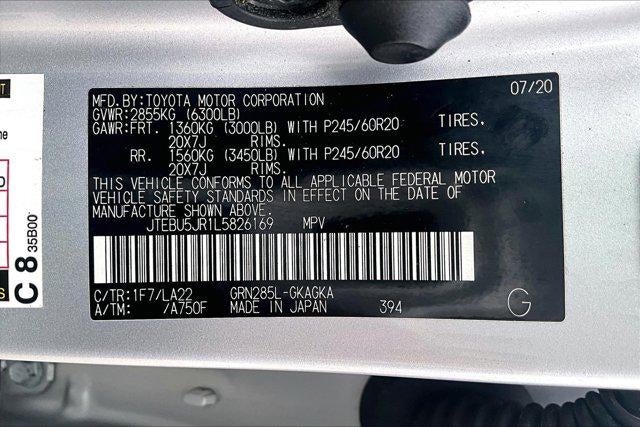 07/20
MFD.BY:TOYOTA MOTOR CORPORATION
GVWR:2855KG (6300LB)
GAWR:FRT. 1360KG (3000LB) WITH P245/60R20 TIRES,
20X7J RIMS.
RR. 1560KG (3450LB) WITH P245/60R20 TIRES,
20X7J RIMS.
THIS VEHICLE CONFORMS TO ALL APPLICABLE FEDERAL MOTOR
VEHICLE SAFETY STANDARDS IN EFFECT ON THE DATE OF
MANUFACTURE SHOWN ABOVE.
JTEBU5JR1L5826169 MPV
C/TR:1F7/LA22 GRN285L-GKAGKA
A/TM: /A750F MADE IN JAPAN 394 G
C 8 35B00